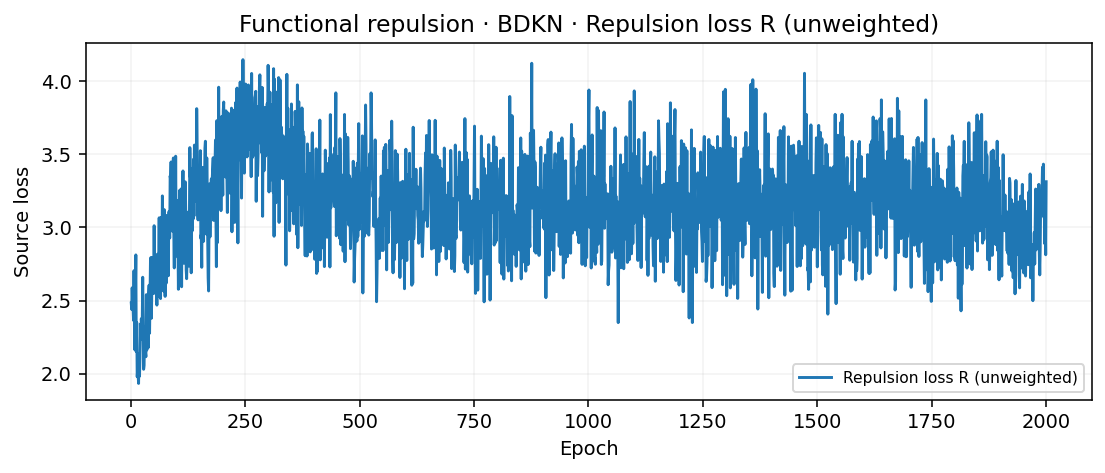 Functional repulsion · BDKN · Repulsion loss R (unweighted)
Source loss
4.0
3.5
3.0
2.5
2.0
Repulsion loss R (unweighted)
0 250 500 750 1000 1250 1500 1750 2000
Epoch